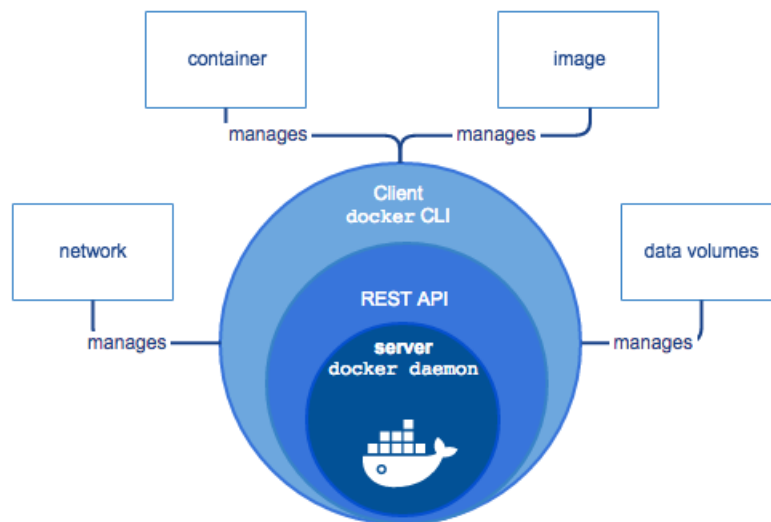 container
image
manages
manages
Client
docker CLI
network
data volumes
REST API
manages
manages
server
docker daemon